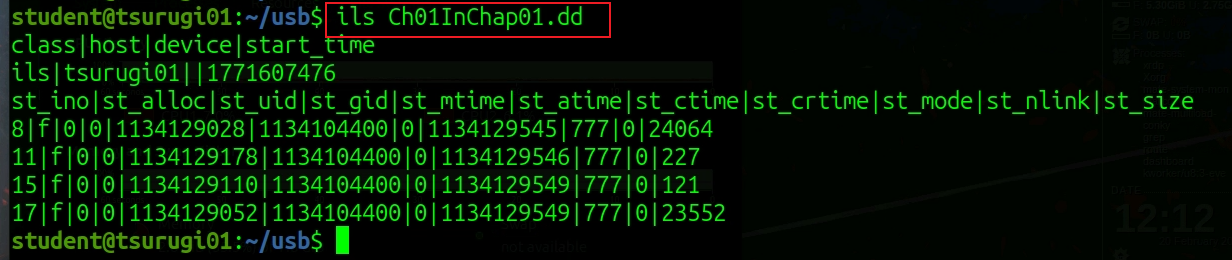 student@tsurugi01:~/usb$ ils Ch01InChap01.dd
class|host|device|start_time
ils|tsurugi01||1771607476
st_ino|st_alloc|st_uid|st_gid|st_mtime|st_atime|st_ctime|st_crtime|st_mode|st_nlink|st_size
8|f|0|0|1134129028|1134104400|0|1134129545|777|0|24064
11|f|0|0|1134129178|1134104400|0|1134129546|777|0|227
15|f|0|0|1134129110|1134104400|0|1134129549|777|0|121
17|f|0|0|1134129052|1134104400|0|1134129549|777|0|23552
student@tsurugi01:~/usb$
not available
DATE
12:12